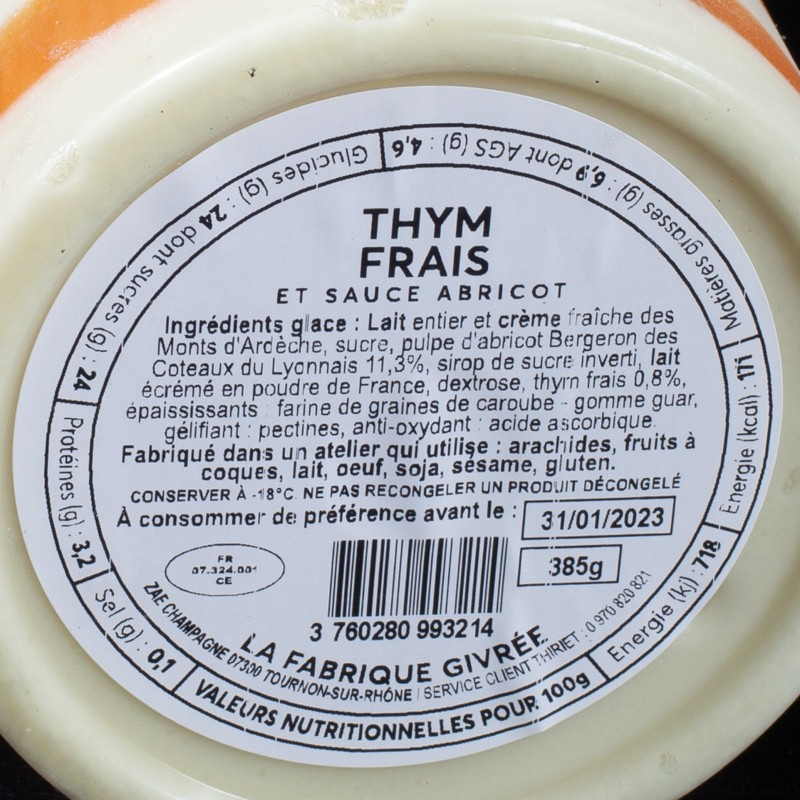 THYM
FRAIS
ET SAUCE ABRICOT
Ingrédients glace : Lait entier et crème fraîche des
Monts d'Ardèche, sucre, pulpe d'abricot Bergeron des
Coteaux du Lyonnais 11,3%, sirop de sucre inverti, lait
écrémé en poudre de France, dextrose, thym frais 0,8%,
épaississants : farine de graines de caroube - gomme guar,
gélifiant : pectines, anti-oxydant : acide ascorbique.
Fabriqué dans un atelier qui utilise : arachides, fruits à
coques, lait, oeuf, soja, sésame, gluten.
CONSERVER À -18°C. NE PAS RECONGELER UN PRODUIT DÉCONGELÉ
À consommer de préférence avant le : 31/01/2023
385g
FR
07.324.001
CE
3 760280 993214
LA FABRIQUE GIVRÉE
ZAE CHAMPAGNE 07300 TOURNON-SUR-RHÔNE / SERVICE CLIENT THIRIET : 0 970 820 821
VALEURS NUTRITIONNELLES POUR 100g
Energie (kj) : 718
Energie (kcal) : 171
Matières grasses (g) : 6,9 dont AGS (g) : 4,6
Glucides (g) : 24 dont sucres (g) : 24
Protéines (g) : 3,2
Sel (g) : 0,1